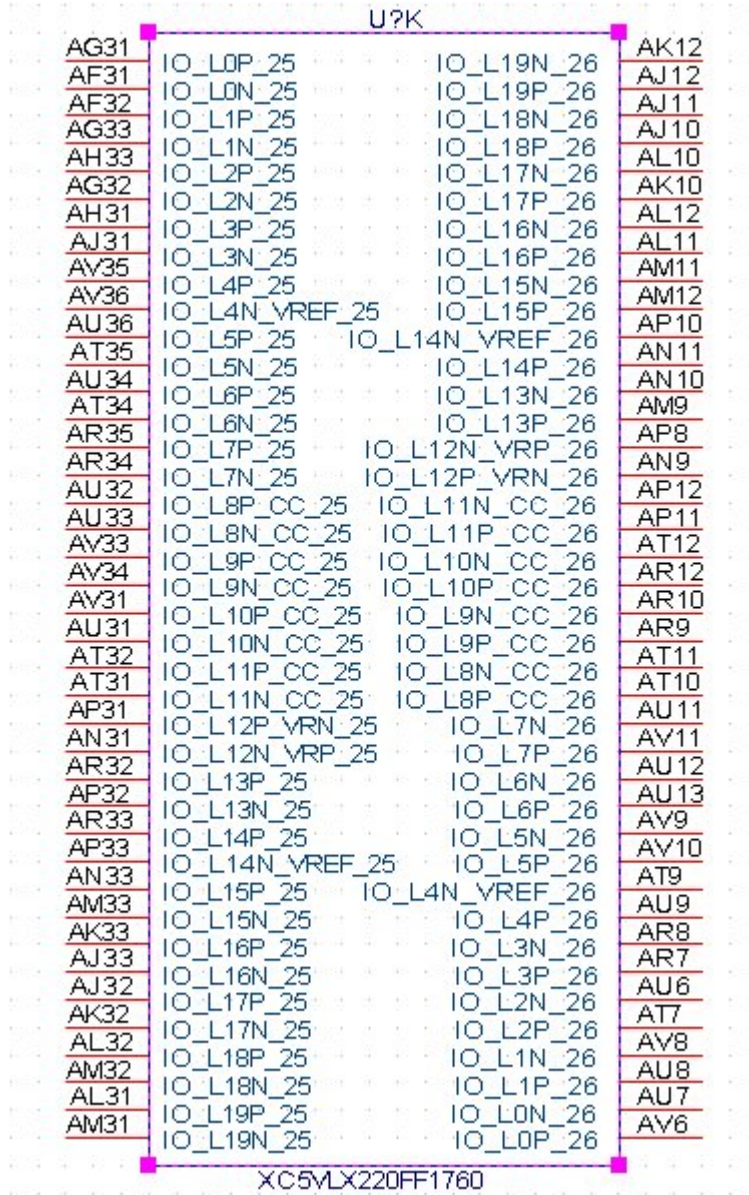 U?K
AG31 IO_L0P_25 IO_L19N_26 AK12
AF31 IO_L0N_25 IO_L19P_26 AJ12
AF32 IO_L1P_25 IO_L18N_26 AJ11
AG33 IO_L1N_25 IO_L18P_26 AJ10
AH33 IO_L2P_25 IO_L17N_26 AL10
AG32 IO_L2N_25 IO_L17P_26 AK10
AH31 IO_L3P_25 IO_L16N_26 AL12
AJ31 IO_L3N_25 IO_L16P_26 AL11
AV35 IO_L4P_25 IO_L15N_26 AM11
AV36 IO_L4N_VREF_25 IO_L15P_26 AM12
AU36 IO_L5P_25 IO_L14N_VREF_26 AP10
AT35 IO_L5N_25 IO_L14P_26 AN11
AU34 IO_L6P_25 IO_L13N_26 AN10
AT34 IO_L6N_25 IO_L13P_26 AM9
AR35 IO_L7P_25 IO_L12N_VRP_26 AP8
AR34 IO_L7N_25 IO_L12P_VRN_26 AN9
AU32 IO_L8P_CC_25 IO_L11N_CC_26 AP12
AU33 IO_L8N_CC_25 IO_L11P_CC_26 AP11
AV33 IO_L9P_CC_25 IO_L10N_CC_26 AT12
AV34 IO_L9N_CC_25 IO_L10P_CC_26 AR12
AV31 IO_L10P_CC_25 IO_L9N_CC_26 AR10
AU31 IO_L10N_CC_25 IO_L9P_CC_26 AR9
AT32 IO_L11P_CC_25 IO_L8N_CC_26 AT11
AT31 IO_L11N_CC_25 IO_L8P_CC_26 AT10
AP31 IO_L12P_VRN_25 IO_L7N_26 AU11
AN31 IO_L12N_VRP_25 IO_L7P_26 AV11
AR32 IO_L13P_25 IO_L6N_26 AU12
AP32 IO_L13N_25 IO_L6P_26 AU13
AR33 IO_L14P_25 IO_L5N_26 AV9
AP33 IO_L14N_VREF_25 IO_L5P_26 AV10
AN33 IO_L15P_25 IO_L4N_VREF_26 AT9
AM33 IO_L15N_25 IO_L4P_26 AU9
AK33 IO_L16P_25 IO_L3N_26 AR8
AJ33 IO_L16N_25 IO_L3P_26 AR7
AJ32 IO_L17P_25 IO_L2N_26 AU6
AK32 IO_L17N_25 IO_L2P_26 AT7
AL32 IO_L18P_25 IO_L1N_26 AV8
AM32 IO_L18N_25 IO_L1P_26 AU8
AL31 IO_L19P_25 IO_L0N_26 AU7
AM31 IO_L19N_25 IO_L0P_26 AV6
XC5VLX220FF1760